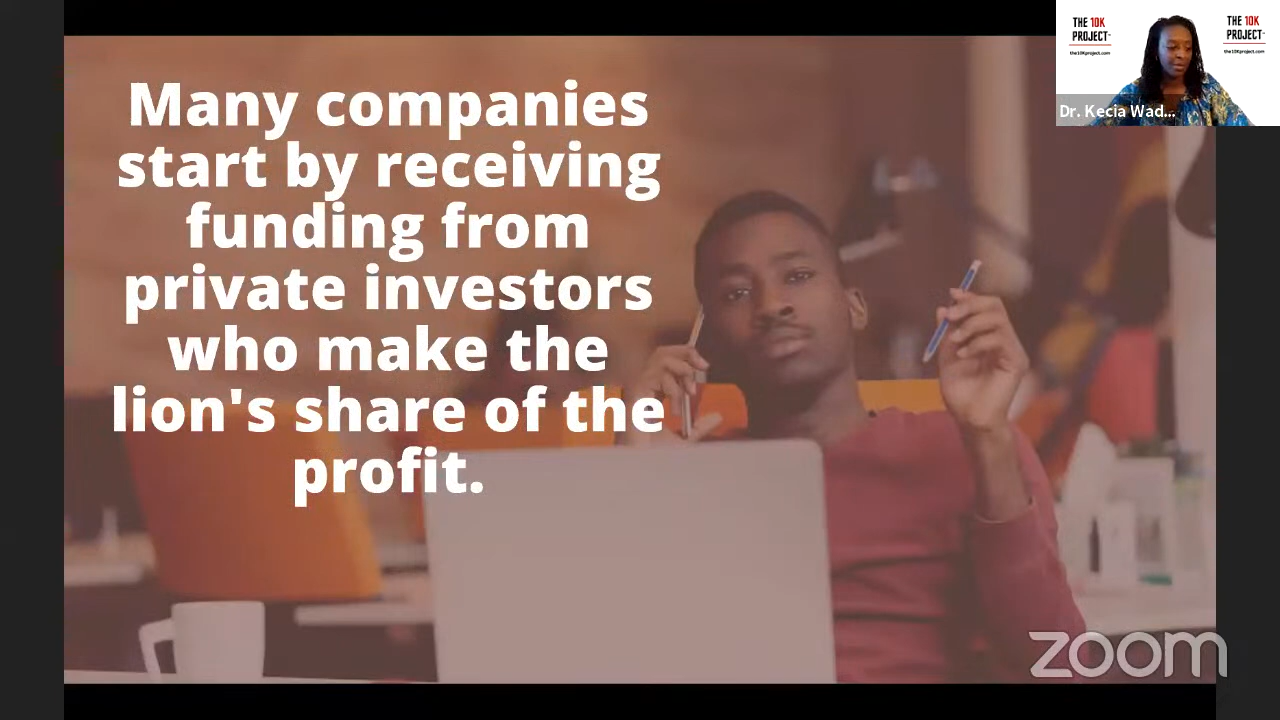 Many companies
start by receiving
funding from
private investors
who make the
lion's share of the
profit.
THE 10K
PROJECT
the10Kproject.com
THE 10K
PROJECT
the10Kproject.com
Dr. Kecia Wad...
zoom